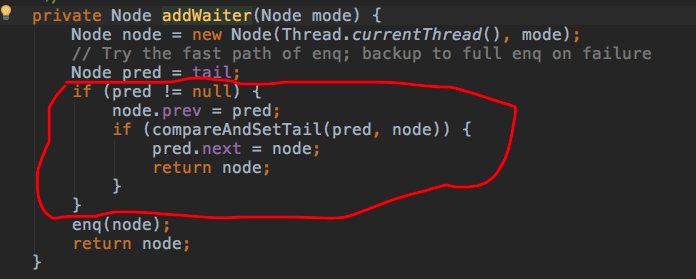 private Node addWaiter(Node mode) {
Node node = new Node(Thread.currentThread(), mode);
// Try the fast path of enq; backup to full enq on failure
Node pred = tail;
if (pred != null) {
node.prev = pred;
if (compareAndSetTail(pred, node)) {
pred.next = node;
return node;
}
}
enq(node);
return node;
}